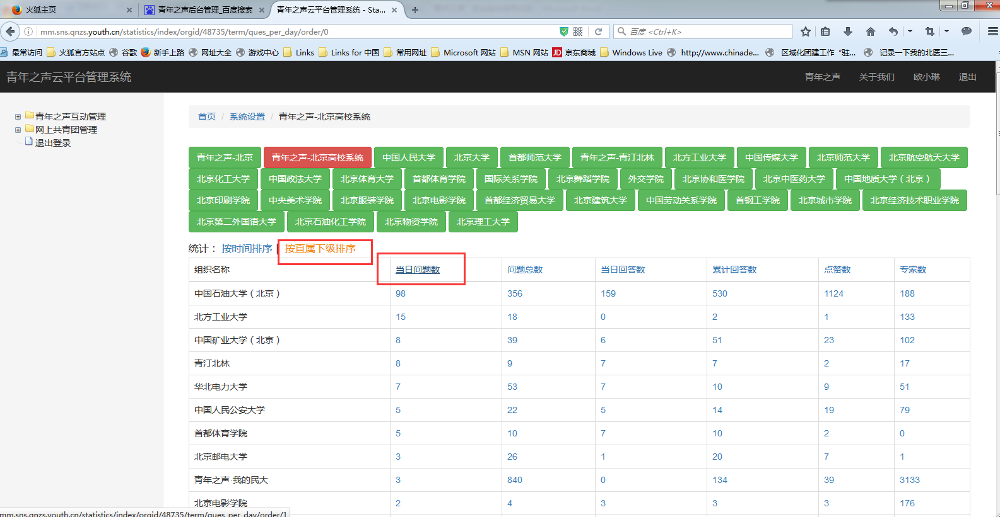 火狐主页
青年之声后台管理_百度搜索
青年之声云平台管理系统 - Sta...
mm.sns.qnzs.youth.cn/statistics/index/orgid/48735/term/ques_per_day/order/0
百度 <Ctrl+K>
最常访问 火狐官方站点 谷歌 新手上路 网址大全 游戏中心 Links Links for 中国 常用网址 Microsoft 网站 MSN 网站 JD 京东商城 Windows Live http://www.chinade... 区域化团建工作“驻... 记录一下我的北医三...
青年之声云平台管理系统 青年之声 关于我们 欧小琳 退出
青年之声互动管理
网上共青团管理
退出登录
首页 / 系统设置 / 青年之声-北京高校系统
青年之声-北京 青年之声-北京高校系统 中国人民大学 北京大学 首都师范大学 青年之声-青汀北林 北方工业大学 中国传媒大学 北京师范大学 北京航空航天大学
北京化工大学 中国政法大学 北京体育大学 首都体育学院 国际关系学院 北京舞蹈学院 外交学院 北京协和医学院 北京中医药大学 中国地质大学（北京）
北京印刷学院 中央美术学院 北京服装学院 北京电影学院 首都经济贸易大学 北京建筑大学 中国劳动关系学院 首钢工学院 北京城市学院 北京经济技术职业学院
北京第二外国语大学 北京石油化工学院 北京物资学院 北京理工大学
统计： 按时间排序 | 按直属下级排序
组织名称 当日问题数 问题总数 当日回答数 累计回答数 点赞数 专家数
中国石油大学（北京） 98 356 159 530 1124 188
北方工业大学 15 18 0 2 1 133
中国矿业大学（北京） 8 39 6 51 23 102
青汀北林 8 9 7 7 2 17
华北电力大学 7 53 7 10 9 51
中国人民公安大学 5 22 5 14 19 79
首都体育学院 5 10 7 10 2 0
北京邮电大学 3 26 1 20 7 1
青年之声·我的民大 3 840 0 134 39 3133
北京电影学院 2 4 3 3 3 176
mm.sns.qnzs.youth.cn/statistics/index/orgid/48735/term/ques_per_day/order/1